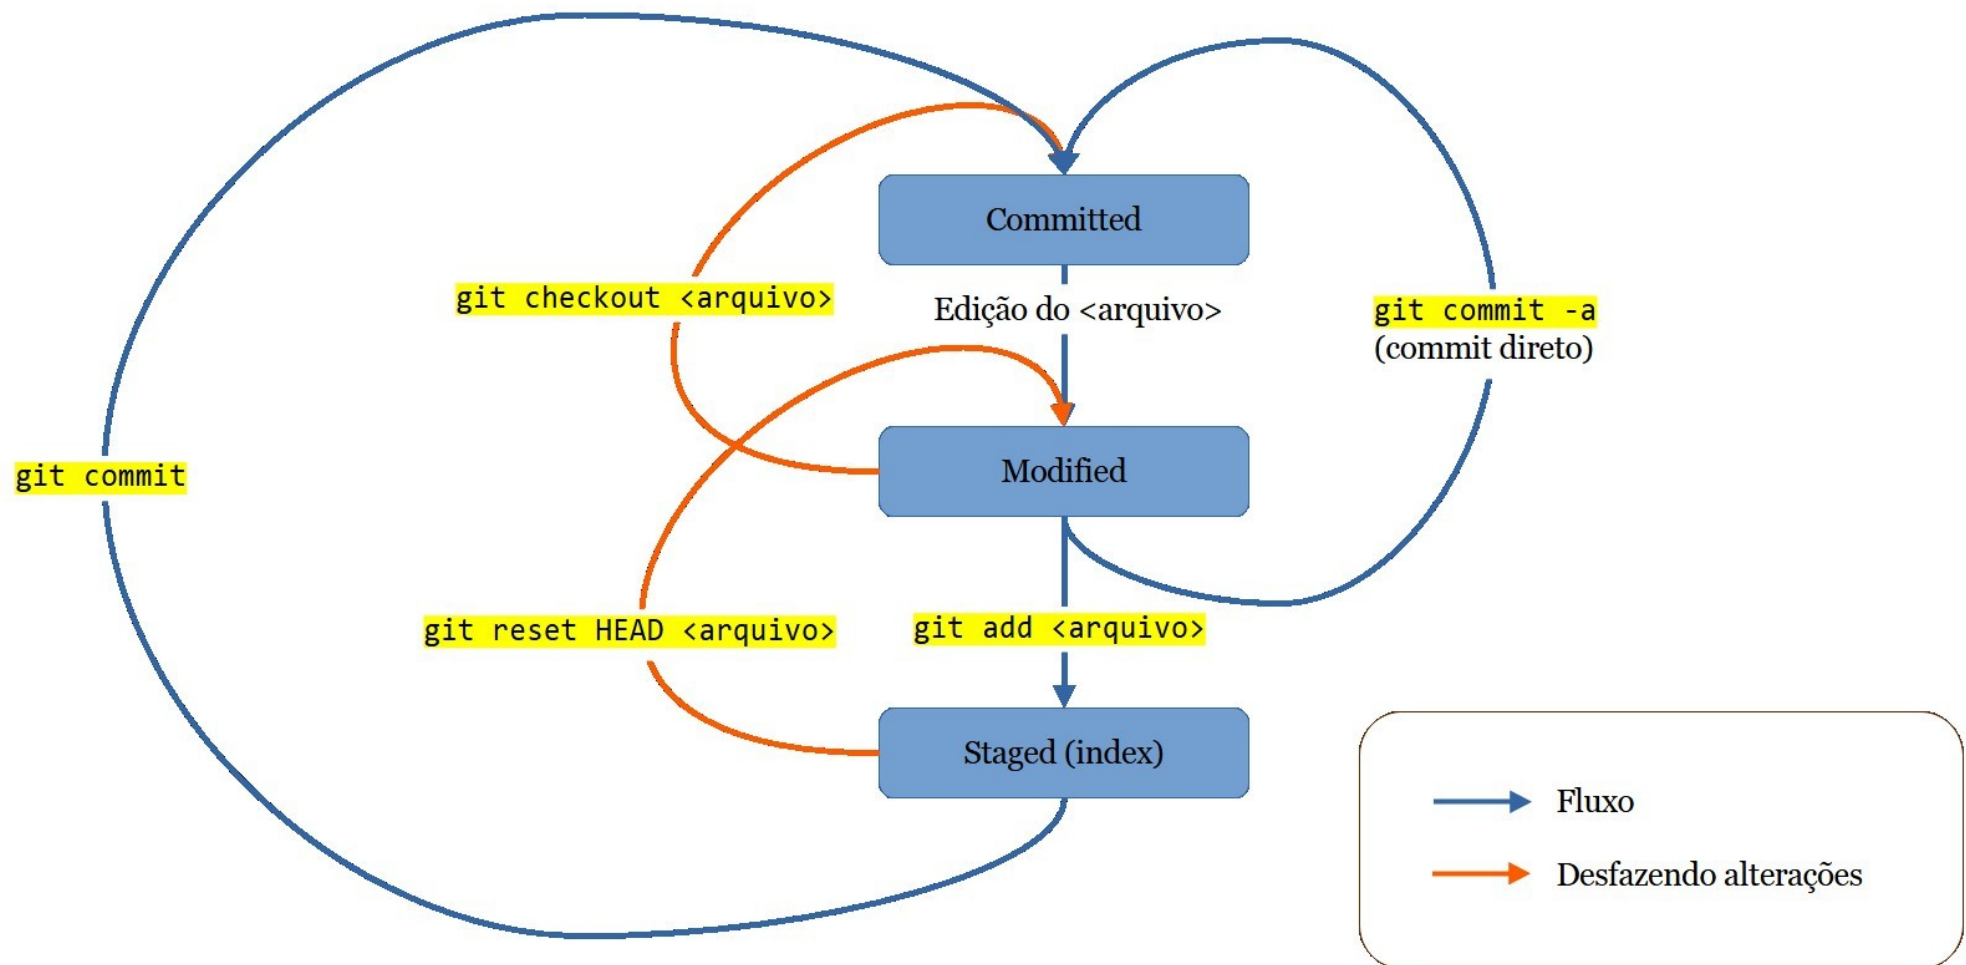 Committed
git checkout <arquivo>
Edição do <arquivo>
git commit -a
(commit direto)
Modified
git commit
git reset HEAD <arquivo>
git add <arquivo>
Staged (index)
Fluxo
Desfazendo alterações